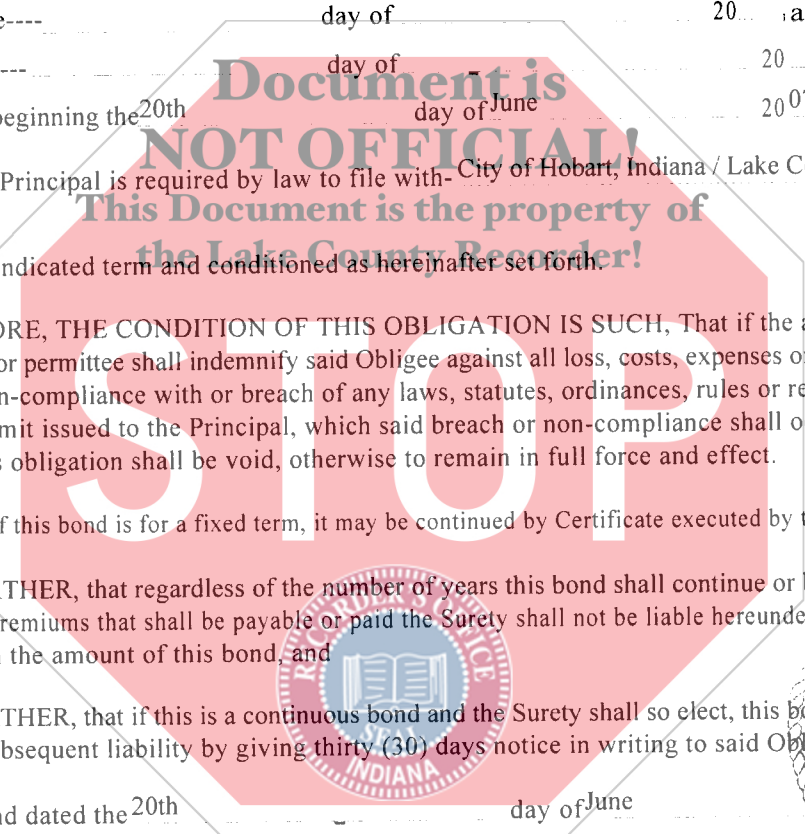 day of 20 , a
Document is
day of 20
beginning the 20th day of June 20
NOT OFFICIAL!
Principal is required by law to file with- City of Hobart, Indiana / Lake C
This Document is the property of
the Lake County Recorder!
ndicated term and conditioned as hereinafter set forth.
ORE, THE CONDITION OF THIS OBLIGATION IS SUCH, That if the a
or permittee shall indemnify said Obligee against all loss, costs, expenses o
n-compliance with or breach of any laws, statutes, ordinances, rules or re
mit issued to the Principal, which said breach or non-compliance shall o
s obligation shall be void, otherwise to remain in full force and effect.
STOP
f this bond is for a fixed term, it may be continued by Certificate executed by t
THER, that regardless of the number of years this bond shall continue or
remiums that shall be payable or paid the Surety shall not be liable hereunde
the amount of this bond, and
RECORDER'S OFFICE
SEAL
INDIANA
THER, that if this is a continuous bond and the Surety shall so elect, this bo
bsequent liability by giving thirty (30) days notice in writing to said Obl
nd dated the 20th day of June